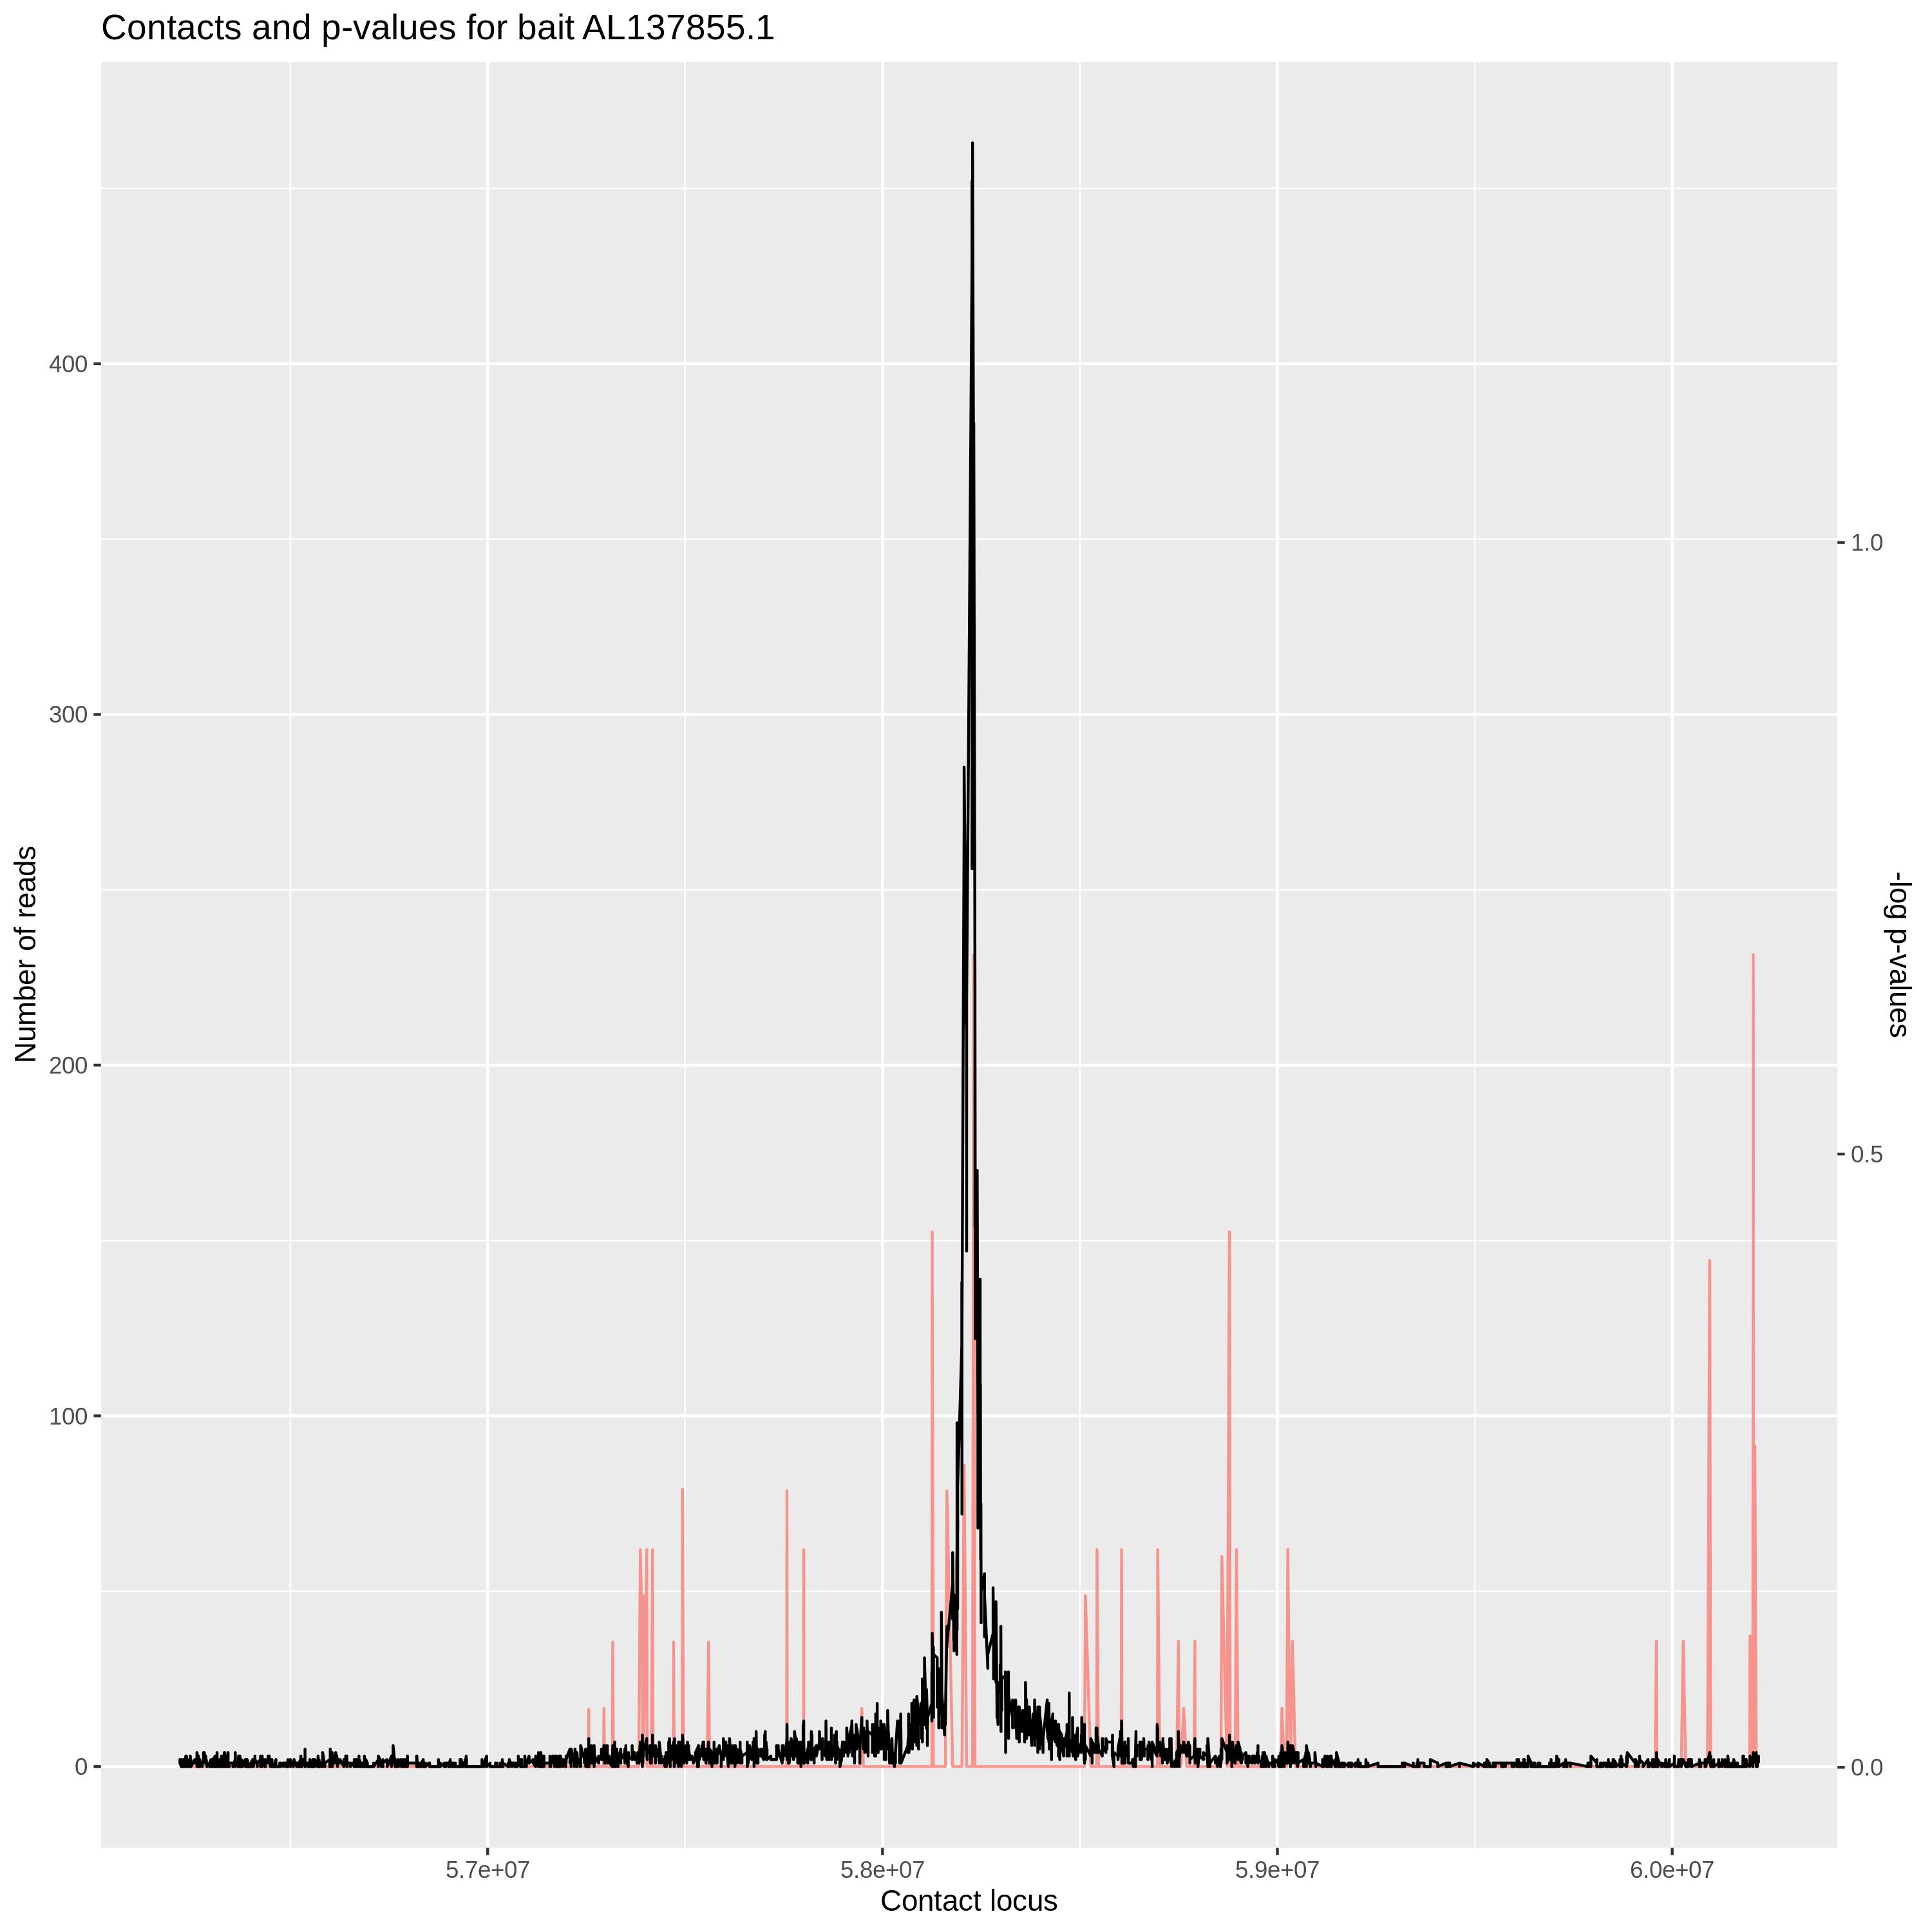 Contacts and p-values for bait AL137855.1
400
300
200
100
0
Number of reads
1.0
0.5
0.0
-log p-values
5.7e+07 5.8e+07 5.9e+07 6.0e+07
Contact locus